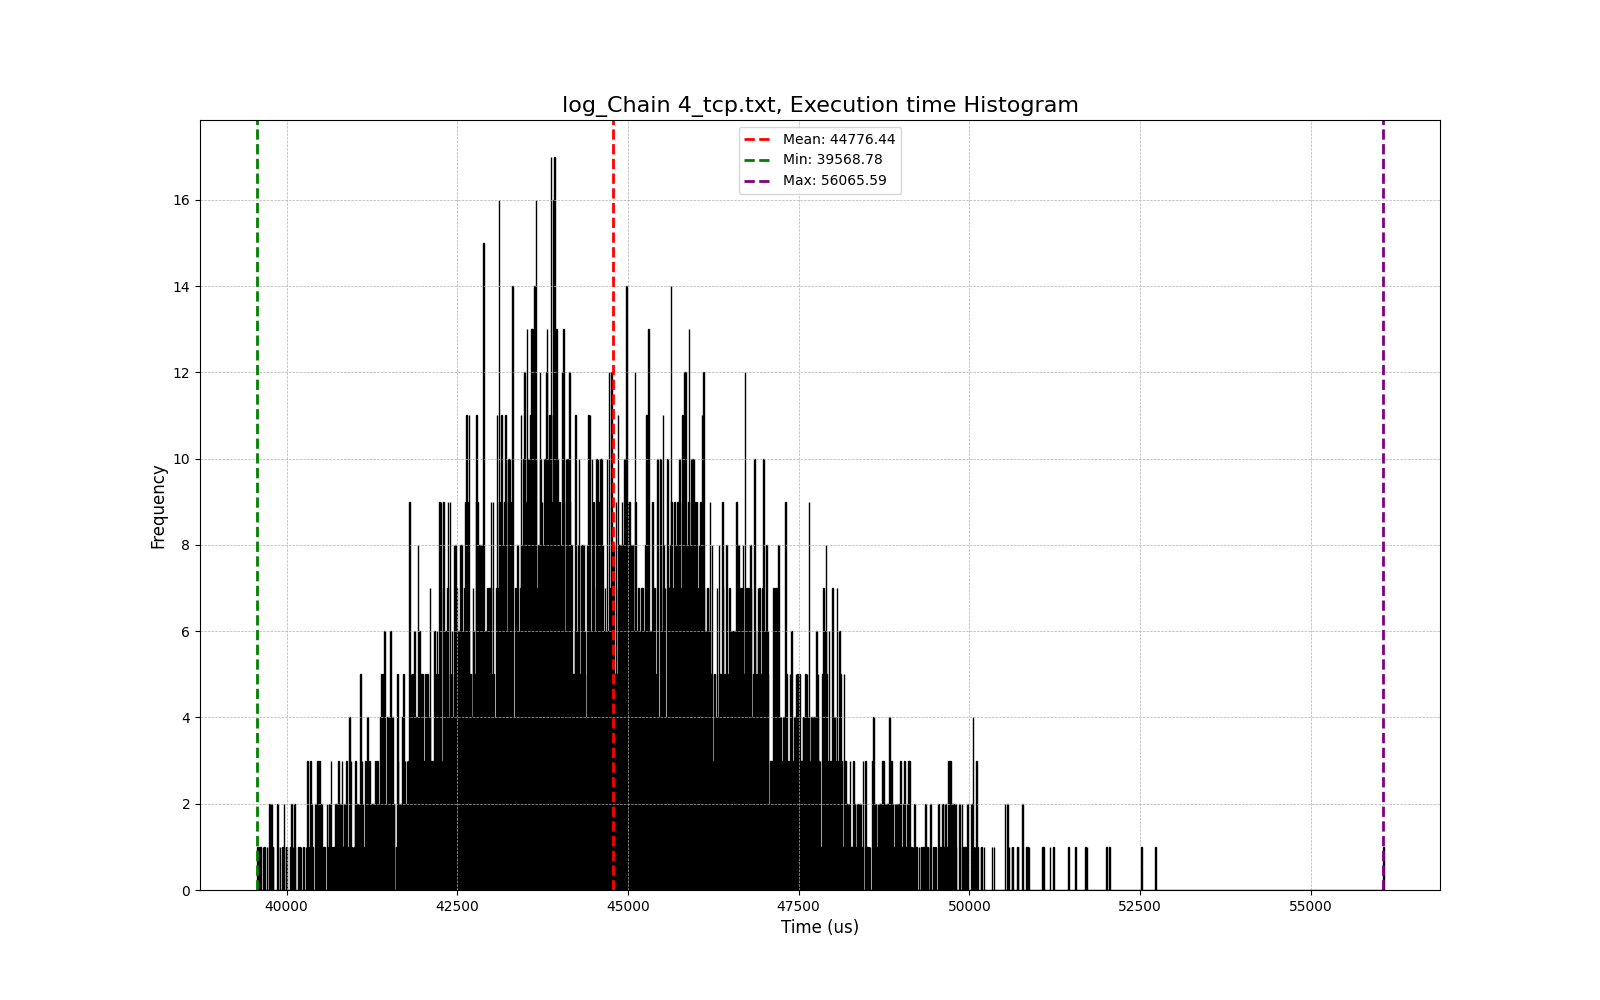 log_Chain 4_tcp.txt, Execution time Histogram
Mean: 44776.44
Min: 39568.78
Max: 56065.59
Frequency
16
14
12
10
8
6
4
2
0
40000 42500 45000 47500 50000 52500 55000
Time (us)